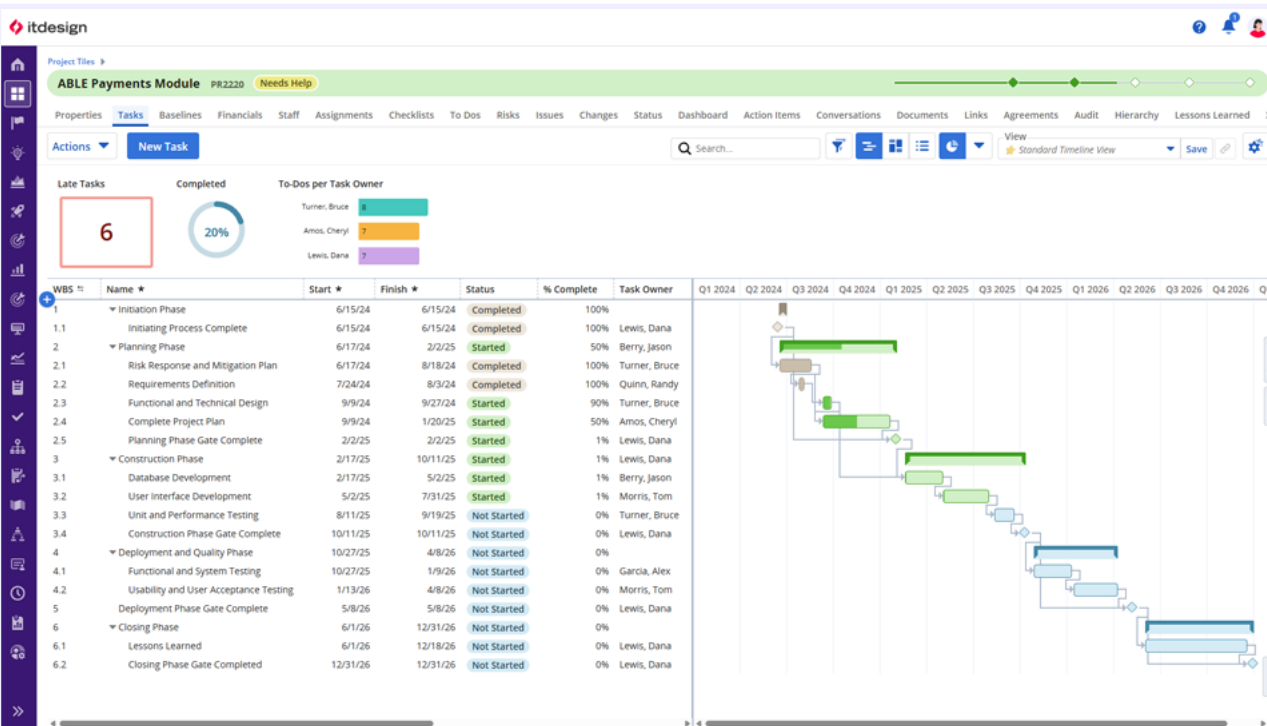 itdesign
1
Project Tiles
ABLE Payments Module PR2220 Needs Help
Properties Tasks Baselines Financials Staff Assignments Checklists To Dos Risks Issues Changes Status Dashboard Action Items Conversations Documents Links Agreements Audit Hierarchy Lessons Learned
Actions New Task Search... View Standard Timeline View Save
Late Tasks Completed To-Dos per Task Owner
6
20%
Turner, Bruce 8
Amos, Cheryl 7
Lewis, Dana 7
WBS Name Start Finish Status % Complete Task Owner Q1 2024 Q2 2024 Q3 2024 Q4 2024 Q1 2025 Q2 2025 Q3 2025 Q4 2025 Q1 2026 Q2 2026 Q3 2026 Q4 2026 Q
1 Initiation Phase 6/15/24 6/15/24 Completed 100%
1.1 Initiating Process Complete 6/15/24 6/15/24 Completed 100% Lewis, Dana
2 Planning Phase 6/17/24 2/2/25 Started 50% Berry, Jason
2.1 Risk Response and Mitigation Plan 6/17/24 8/18/24 Completed 100% Turner, Bruce
2.2 Requirements Definition 7/24/24 8/3/24 Completed 100% Quinn, Randy
2.3 Functional and Technical Design 9/9/24 9/27/24 Started 90% Turner, Bruce
2.4 Complete Project Plan 9/9/24 1/20/25 Started 50% Amos, Cheryl
2.5 Planning Phase Gate Complete 2/2/25 2/2/25 Started 1% Lewis, Dana
3 Construction Phase 2/17/25 10/11/25 Started 1% Lewis, Dana
3.1 Database Development 2/17/25 5/2/25 Started 1% Berry, Jason
3.2 User Interface Development 5/2/25 7/31/25 Started 1% Morris, Tom
3.3 Unit and Performance Testing 8/11/25 9/19/25 Not Started 0% Turner, Bruce
3.4 Construction Phase Gate Complete 10/11/25 10/11/25 Not Started 0% Lewis, Dana
4 Deployment and Quality Phase 10/27/25 4/8/26 Not Started 0%
4.1 Functional and System Testing 10/27/25 1/9/26 Not Started 0% Garcia, Alex
4.2 Usability and User Acceptance Testing 1/13/26 4/8/26 Not Started 0% Morris, Tom
5 Deployment Phase Gate Complete 5/8/26 5/8/26 Not Started 0% Lewis, Dana
6 Closing Phase 6/1/26 12/31/26 Not Started 0%
6.1 Lessons Learned 6/1/26 12/18/26 Not Started 0% Lewis, Dana
6.2 Closing Phase Gate Completed 12/31/26 12/31/26 Not Started 0% Lewis, Dana